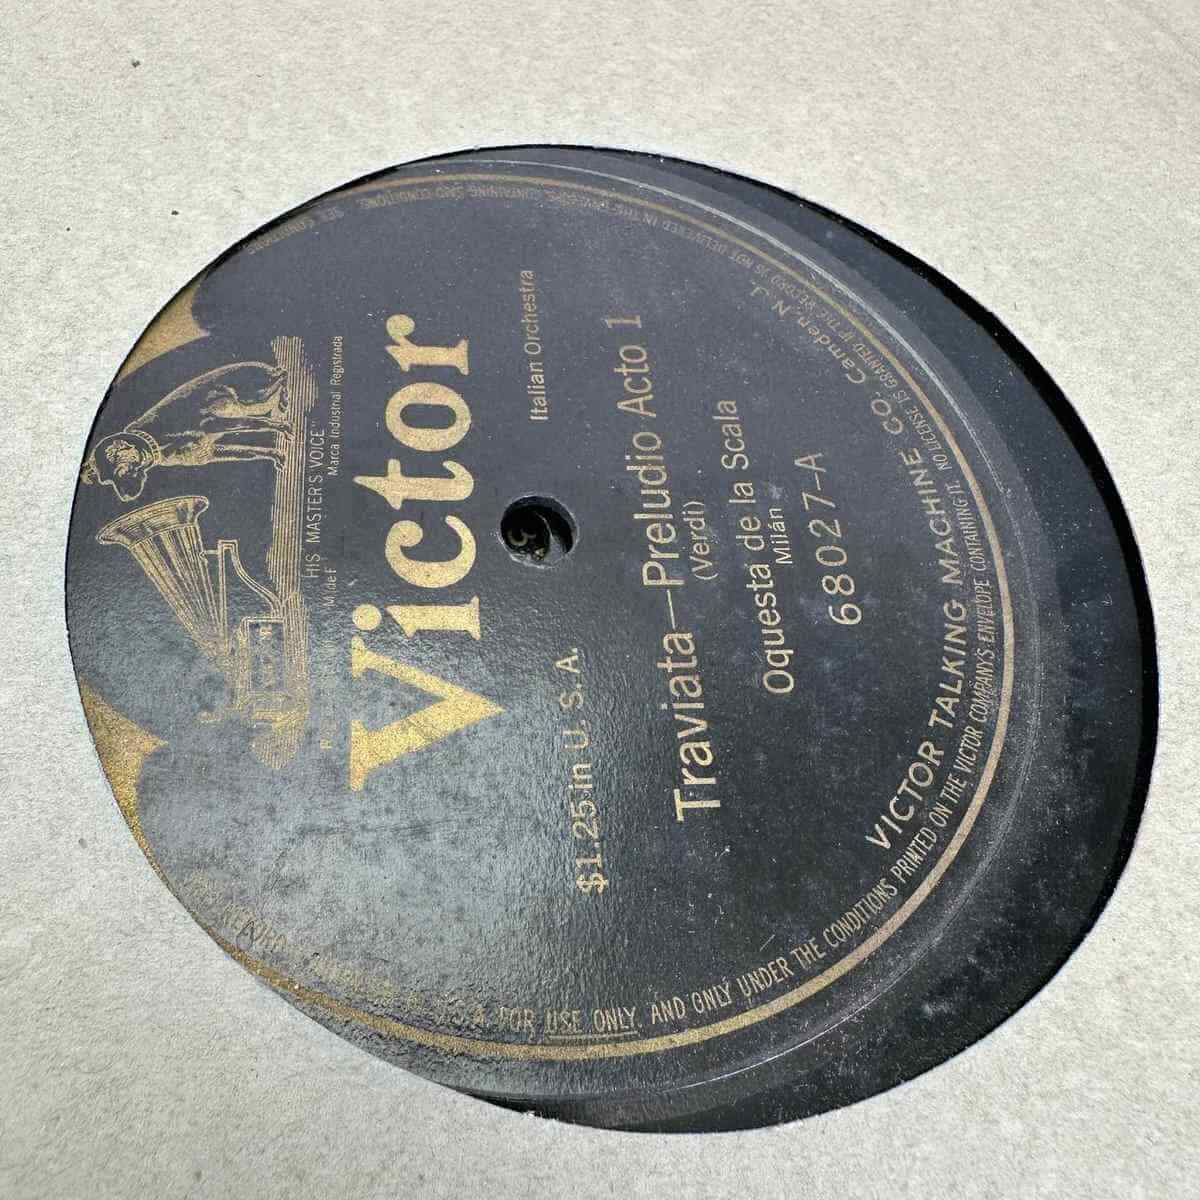 "HIS MASTER'S VOICE"
M. de F. Marca Industrial Registrada
Victor
Italian Orchestra
$1.25 in U. S. A.
Traviata—Preludio Acto 1
(Verdi)
Oquesta de la Scala
Milán
68027-A
VICTOR TALKING MACHINE CO. Camden, N. J.
U.S.A. FOR USE ONLY, AND ONLY UNDER THE CONDITIONS PRINTED ON THE VICTOR COMPANY'S ENVELOPE CONTAINING IT. NO LICENSE IS GRANTED IF THE RECORD IS NOT DELIVERED IN THE ENVELOPE CONTAINING SAID CONDITIONS.